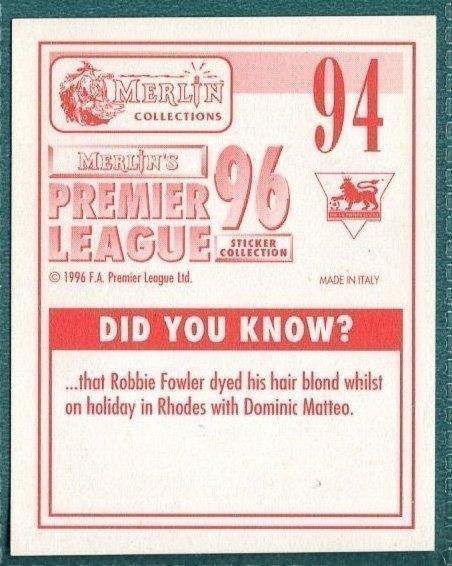 MERLIN
COLLECTIONS
94
MERLIN'S
PREMIER
LEAGUE
96
STICKER
COLLECTION
© 1996 F.A. Premier League Ltd.
MADE IN ITALY
DID YOU KNOW?
...that Robbie Fowler dyed his hair blond whilst
on holiday in Rhodes with Dominic Matteo.